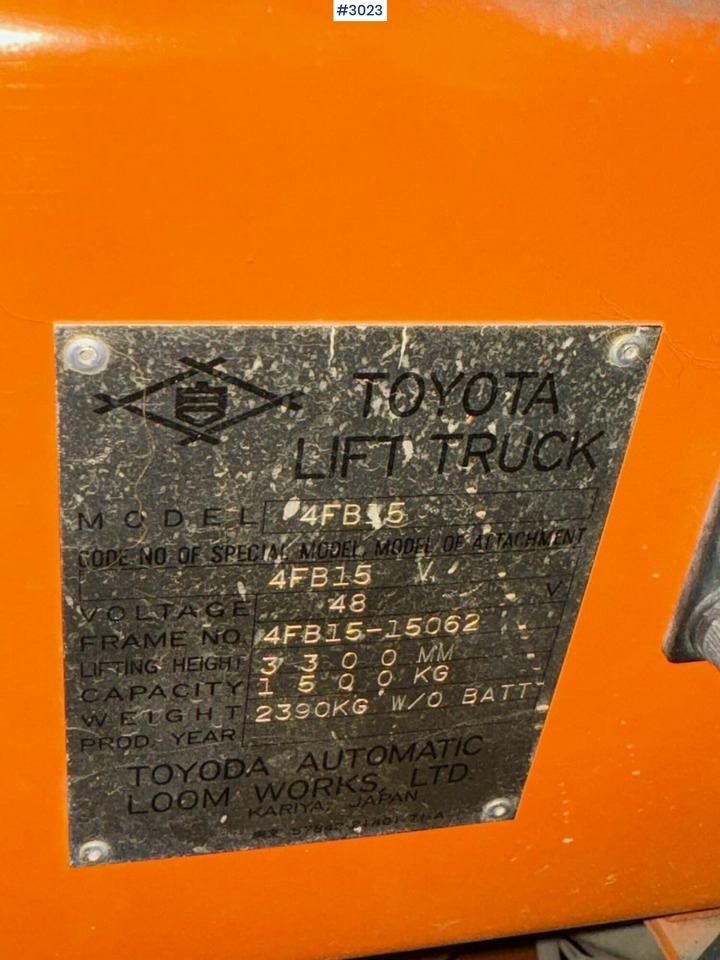 #3023
TOYOTA
LIFT TRUCK
MODEL 4FB15
CODE NO. OF SPECIAL MODEL, MODEL OF ATTACHMENT
4FB15 V
VOLTAGE 48 V
FRAME NO. 4FB15-15062
LIFTING HEIGHT 3300 MM
CAPACITY 1500 KG
WEIGHT 2390KG W/O BATT
PROD. YEAR
TOYODA AUTOMATIC
LOOM WORKS, LTD.
KARIYA, JAPAN